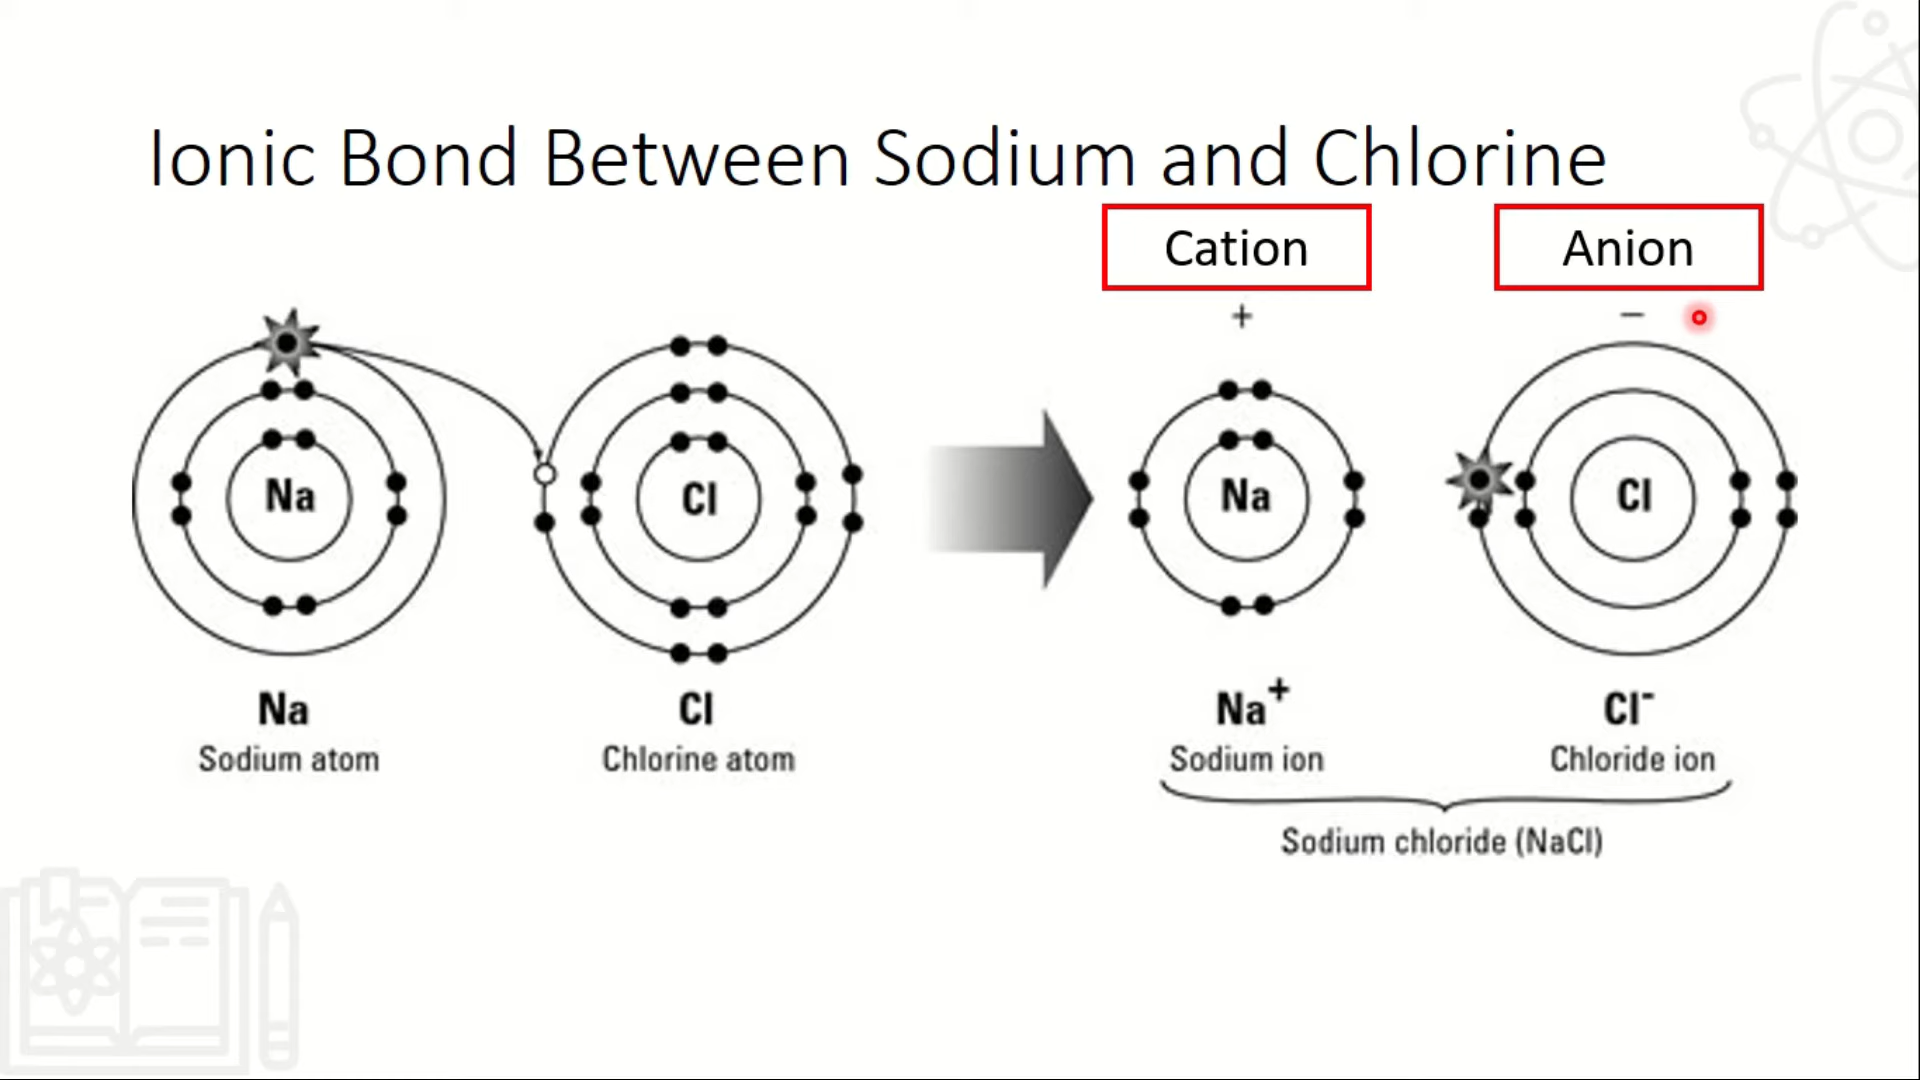 Ionic Bond Between Sodium and Chlorine
Cation
Anion
+
−
Na
Cl
Na
Cl
Na
Cl
Na⁺
Cl⁻
Sodium atom
Chlorine atom
Sodium ion
Chloride ion
Sodium chloride (NaCl)